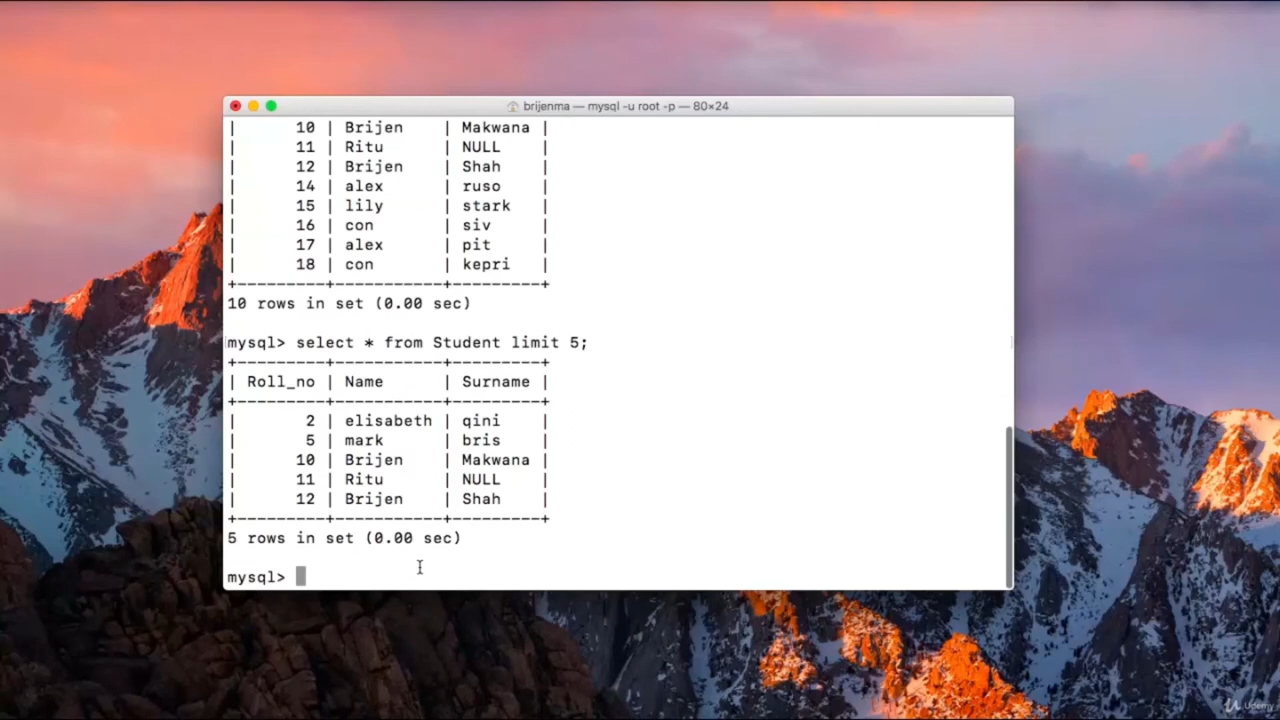 brijenma — mysql -u root -p — 80×24
|      10 | Brijen    | Makwana |
|      11 | Ritu      | NULL    |
|      12 | Brijen    | Shah    |
|      14 | alex      | ruso    |
|      15 | lily      | stark   |
|      16 | con       | siv     |
|      17 | alex      | pit     |
|      18 | con       | kepri   |
+---------+-----------+---------+
10 rows in set (0.00 sec)
mysql> select * from Student limit 5;
+---------+-----------+---------+
| Roll_no | Name      | Surname |
+---------+-----------+---------+
|       2 | elisabeth | qini    |
|       5 | mark      | bris    |
|      10 | Brijen    | Makwana |
|      11 | Ritu      | NULL    |
|      12 | Brijen    | Shah    |
+---------+-----------+---------+
5 rows in set (0.00 sec)
mysql>
Udemy